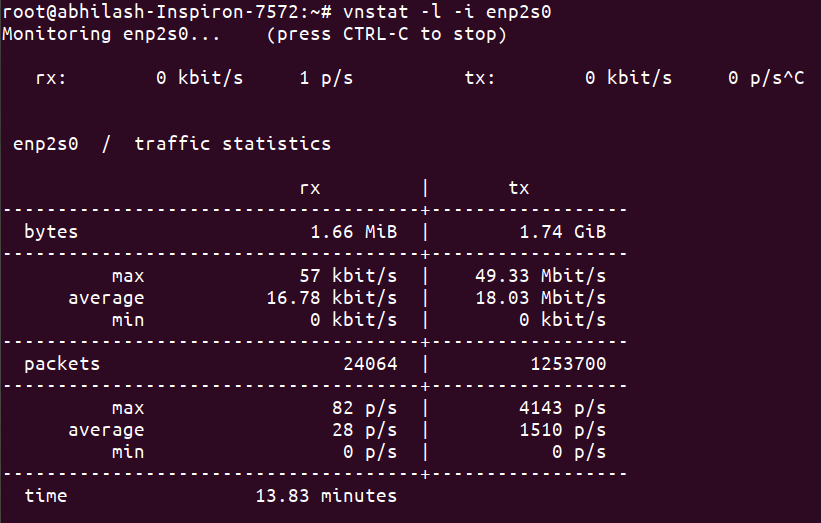 root@abhilash-Inspiron-7572:~# vnstat -l -i enp2s0
Monitoring enp2s0...    (press CTRL-C to stop)
   rx:        0 kbit/s     1 p/s          tx:        0 kbit/s     0 p/s^C
 enp2s0  /  traffic statistics
                           rx         |       tx
--------------------------------------+------------------
  bytes                     1.66 MiB  |        1.74 GiB
--------------------------------------+------------------
          max              57 kbit/s  |    49.33 Mbit/s
      average           16.78 kbit/s  |    18.03 Mbit/s
          min               0 kbit/s  |        0 kbit/s
--------------------------------------+------------------
  packets                      24064  |         1253700
--------------------------------------+------------------
          max                 82 p/s  |        4143 p/s
      average                 28 p/s  |        1510 p/s
          min                  0 p/s  |           0 p/s
--------------------------------------+------------------
  time                 13.83 minutes